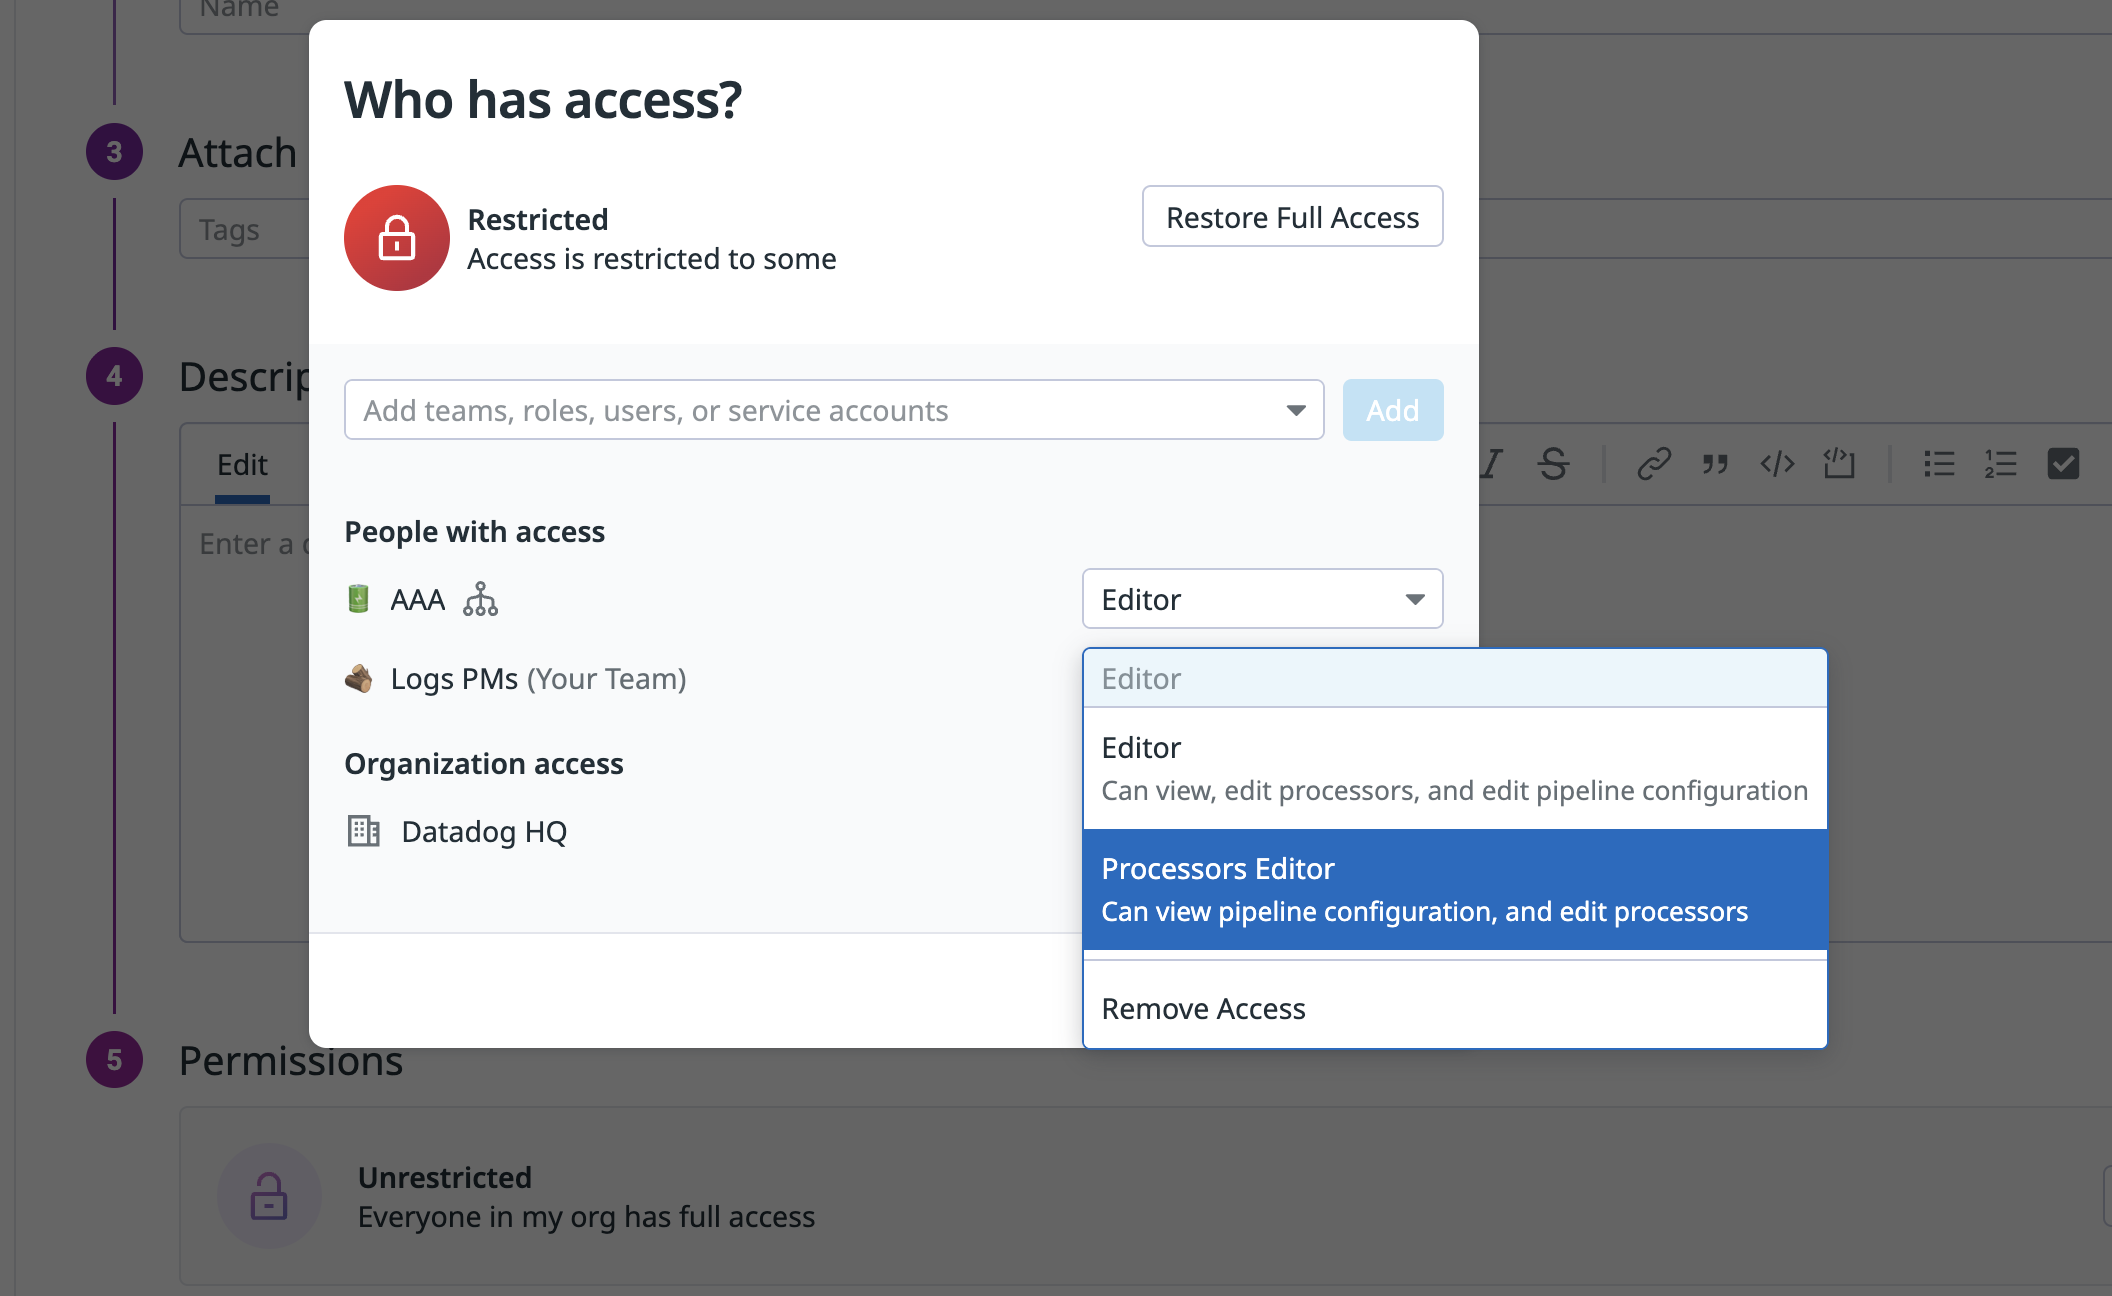 Name
Who has access?
3
Attach
Restricted
Access is restricted to some
Restore Full Access
Tags
4
Descrip
Add teams, roles, users, or service accounts
Add
Edit
Enter a
People with access
AAA
Editor
Logs PMs (Your Team)
Editor
Editor
Can view, edit processors, and edit pipeline configuration
Organization access
Datadog HQ
Processors Editor
Can view pipeline configuration, and edit processors
Remove Access
5
Permissions
Unrestricted
Everyone in my org has full access